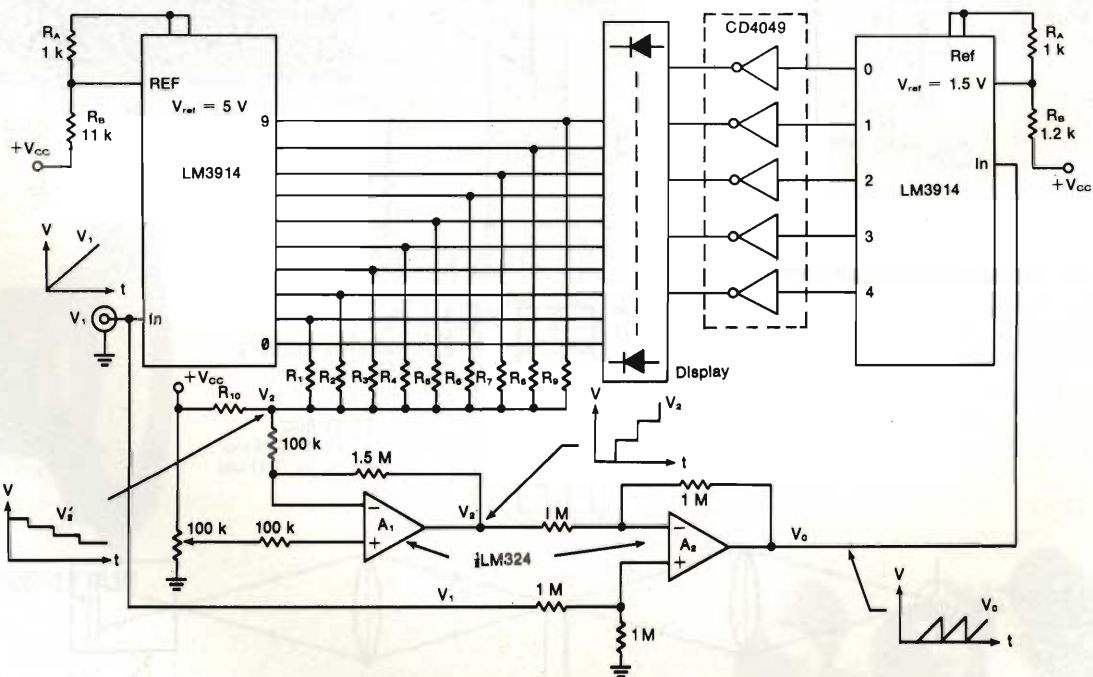 RA
1 k
REF
Vref = 5 V
RB
11 k
+Vcc
LM3914
9
0
V
V1
t
V1
In
+Vcc
R10
V2
R1
R2
R3
R4
R5
R6
R7
R8
R9
Display
CD4049
0
1
2
3
4
Ref
Vref = 1.5 V
In
LM3914
RA
1 k
RB
1.2 k
+Vcc
100 k
1.5 M
V
V2
t
V
V2′
t
100 k
100 k
−
+
A1
V2
1 M
1 M
−
+
A2
LM324
Vo
V1
1 M
1 M
V
Vo
t